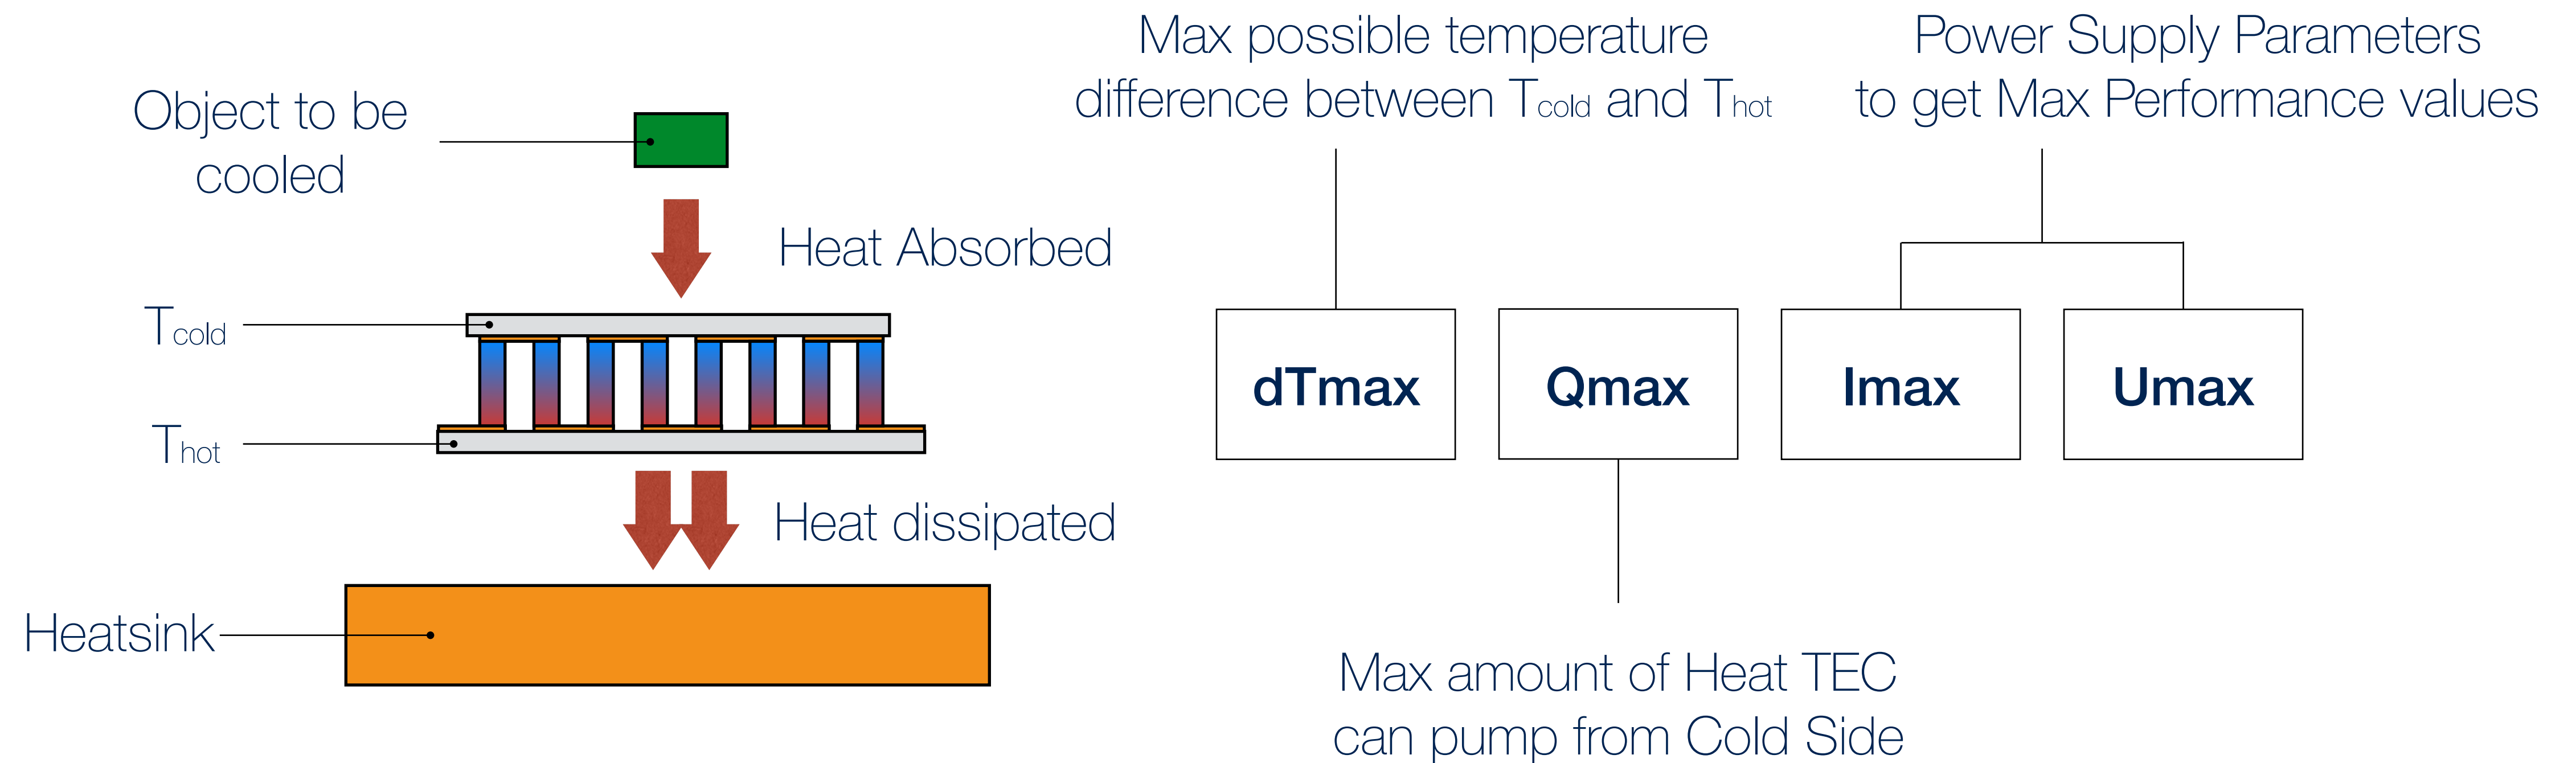 Object to be
cooled
Heat Absorbed
Tcold
Thot
Heat dissipated
Heatsink
Max possible temperature
difference between Tcold and Thot
Power Supply Parameters
to get Max Performance values
dTmax
Qmax
Imax
Umax
Max amount of Heat TEC
can pump from Cold Side